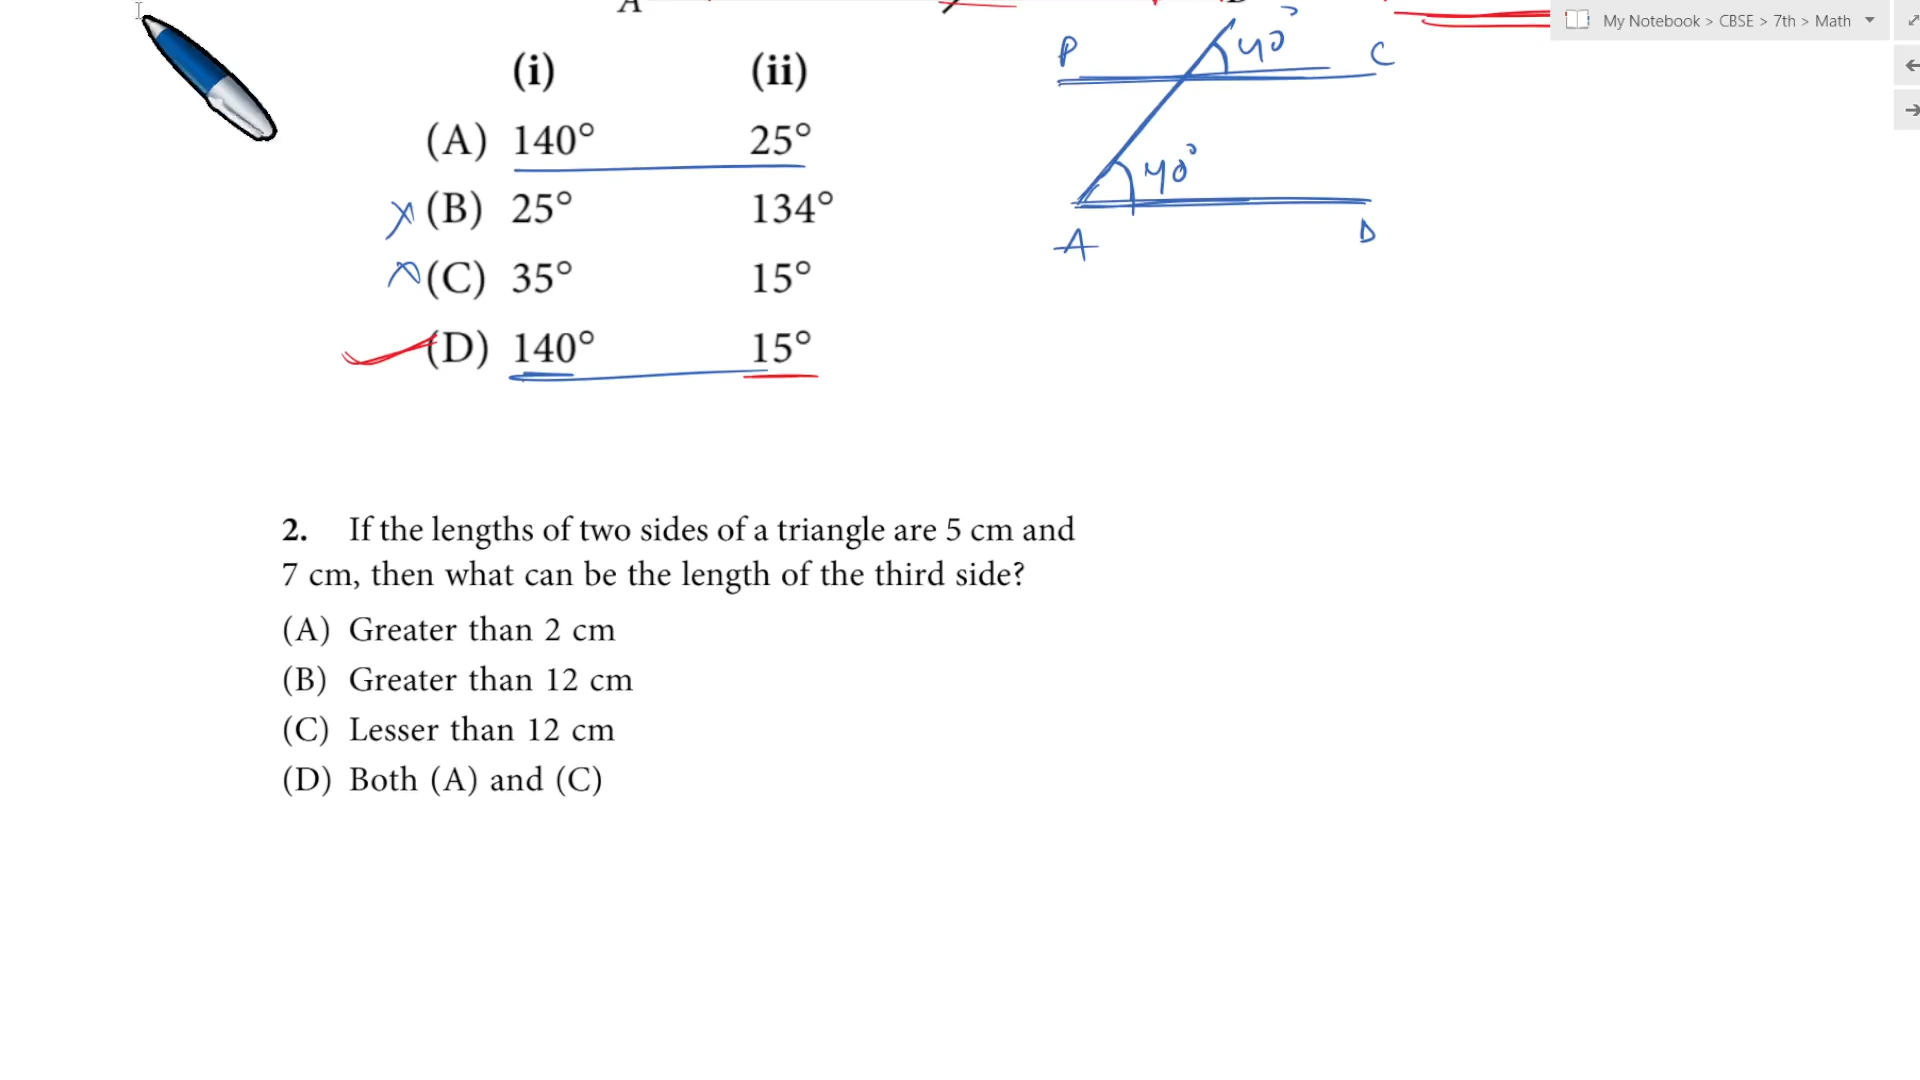 A
My Notebook > CBSE > 7th > Math
P 40° C
(i) (ii)
(A) 140° 25°
40°
(B) 25° 134°
A D
(C) 35° 15°
(D) 140° 15°
2. If the lengths of two sides of a triangle are 5 cm and
7 cm, then what can be the length of the third side?
(A) Greater than 2 cm
(B) Greater than 12 cm
(C) Lesser than 12 cm
(D) Both (A) and (C)